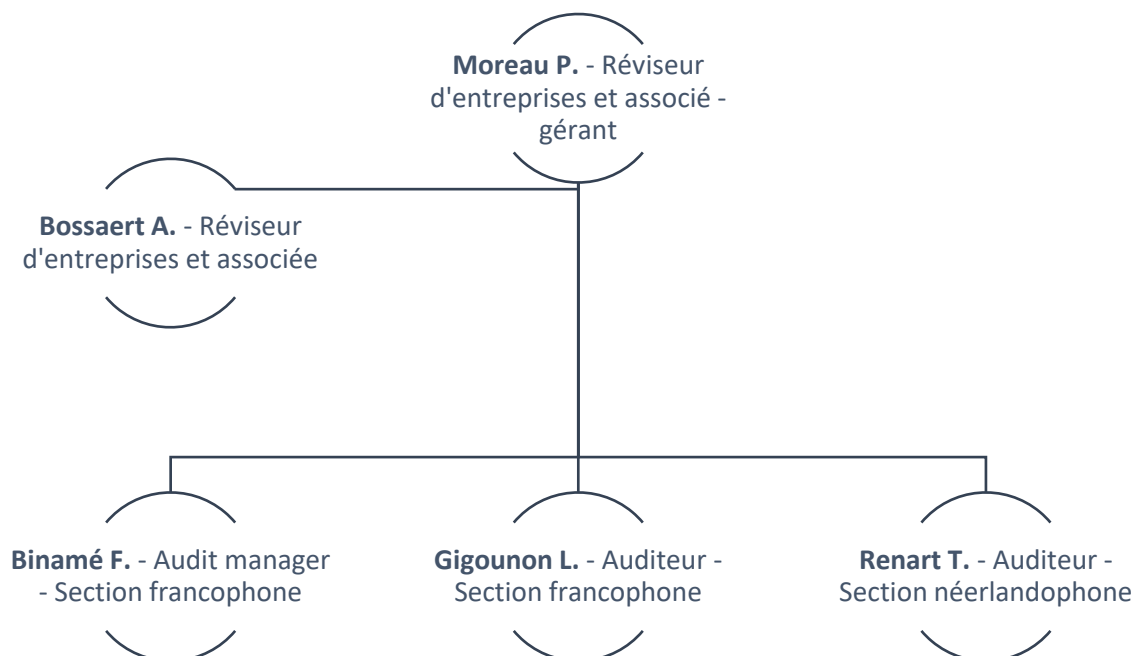 Moreau P. - Réviseur
d'entreprises et associé -
gérant
Bossaert A. - Réviseur
d'entreprises et associée
Binamé F. - Audit manager
- Section francophone
Gigounon L. - Auditeur -
Section francophone
Renart T. - Auditeur -
Section néerlandophone